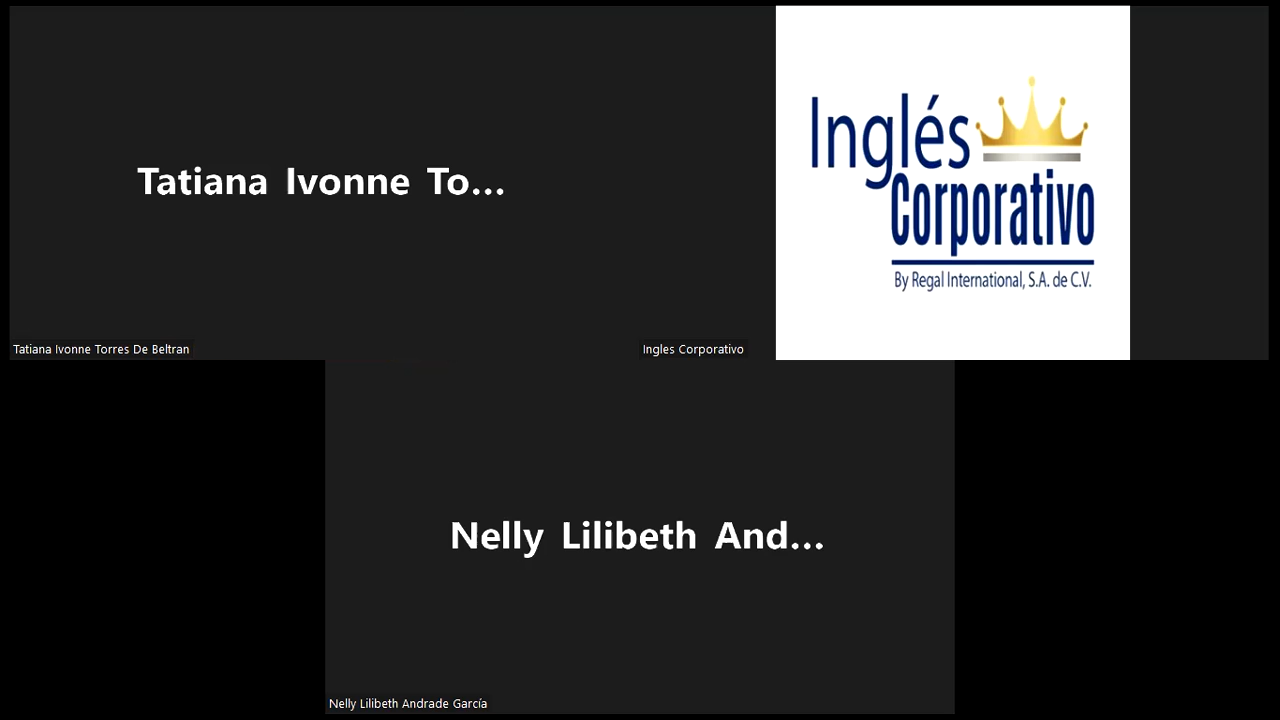 Tatiana Ivonne To...
Tatiana Ivonne Torres De Beltran
Inglés
Corporativo
By Regal International, S.A. de C.V.
Ingles Corporativo
Nelly Lilibeth And...
Nelly Lilibeth Andrade García